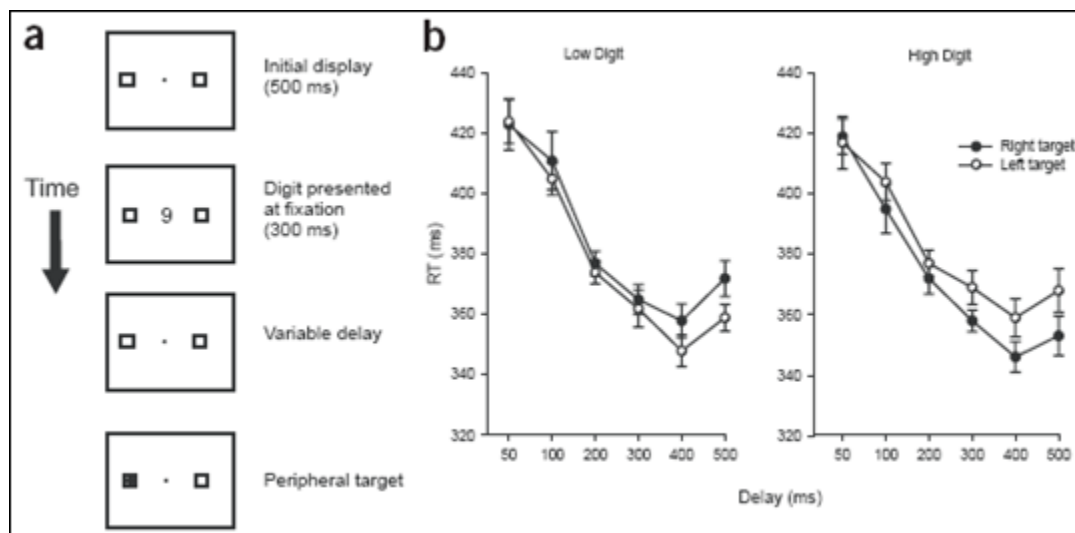 a
Initial display
(500 ms)
Time
9
Digit presented
at fixation
(300 ms)
Variable delay
Peripheral target
b
Low Digit
High Digit
440
420
400
380
360
340
320
RT (ms)
50 100 200 300 400 500
440
420
400
380
360
340
320
Right target
Left target
50 100 200 300 400 500
Delay (ms)